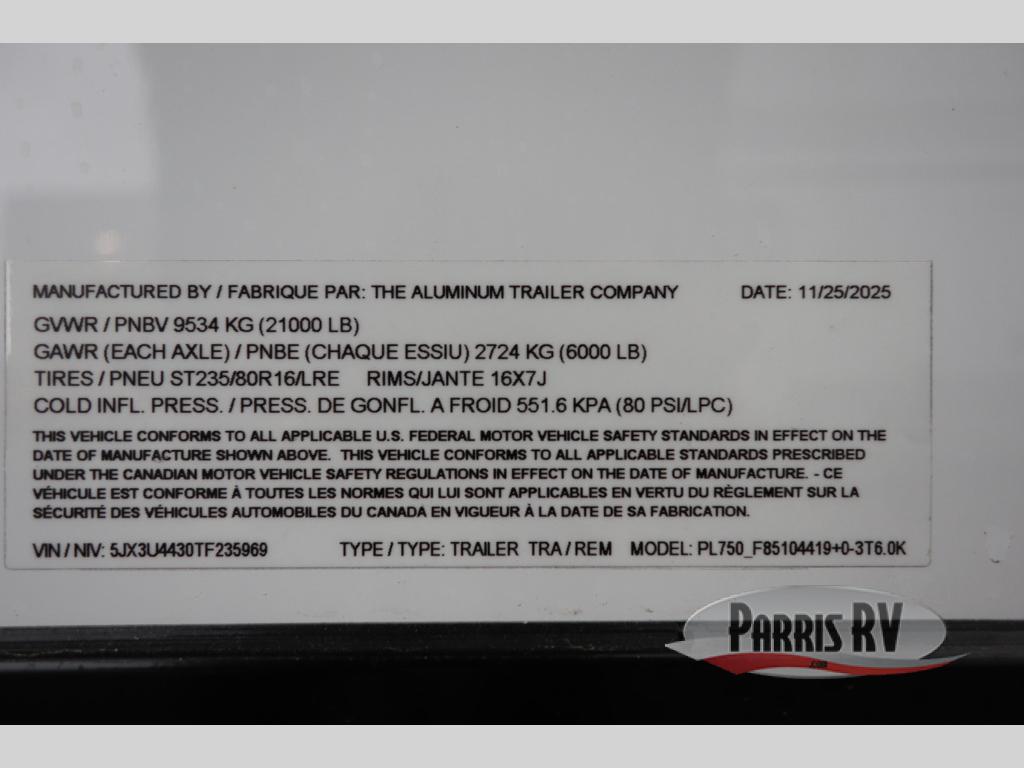 MANUFACTURED BY / FABRIQUE PAR: THE ALUMINUM TRAILER COMPANY DATE: 11/25/2025
GVWR / PNBV 9534 KG (21000 LB)
GAWR (EACH AXLE) / PNBE (CHAQUE ESSIU) 2724 KG (6000 LB)
TIRES / PNEU ST235/80R16/LRE RIMS/JANTE 16X7J
COLD INFL. PRESS. / PRESS. DE GONFL. A FROID 551.6 KPA (80 PSI/LPC)
THIS VEHICLE CONFORMS TO ALL APPLICABLE U.S. FEDERAL MOTOR VEHICLE SAFETY STANDARDS IN EFFECT ON THE
DATE OF MANUFACTURE SHOWN ABOVE. THIS VEHICLE CONFORMS TO ALL APPLICABLE STANDARDS PRESCRIBED
UNDER THE CANADIAN MOTOR VEHICLE SAFETY REGULATIONS IN EFFECT ON THE DATE OF MANUFACTURE. - CE
VÉHICULE EST CONFORME À TOUTES LES NORMES QUI LUI SONT APPLICABLES EN VERTU DU RÈGLEMENT SUR LA
SÉCURITÉ DES VÉHICULES AUTOMOBILES DU CANADA EN VIGUEUR À LA DATE DE SA FABRICATION.
VIN / NIV: 5JX3U4430TF235969 TYPE / TYPE: TRAILER TRA / REM MODEL: PL750_F85104419+0-3T6.0K
PARRIS RV
.com